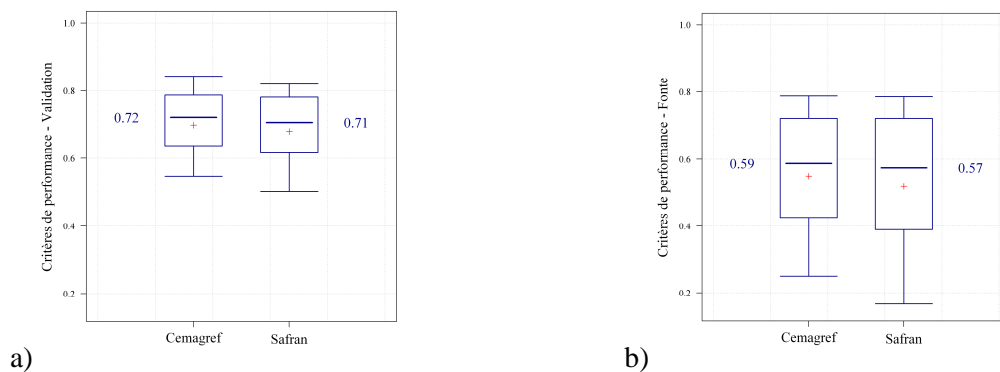 Critères de performance - Validation
1.0
0.8
0.6
0.4
0.2
0.72
0.71
Cemagref
Safran
a)
Critères de performance - Fonte
1.0
0.8
0.6
0.4
0.2
0.59
0.57
Cemagref
Safran
b)